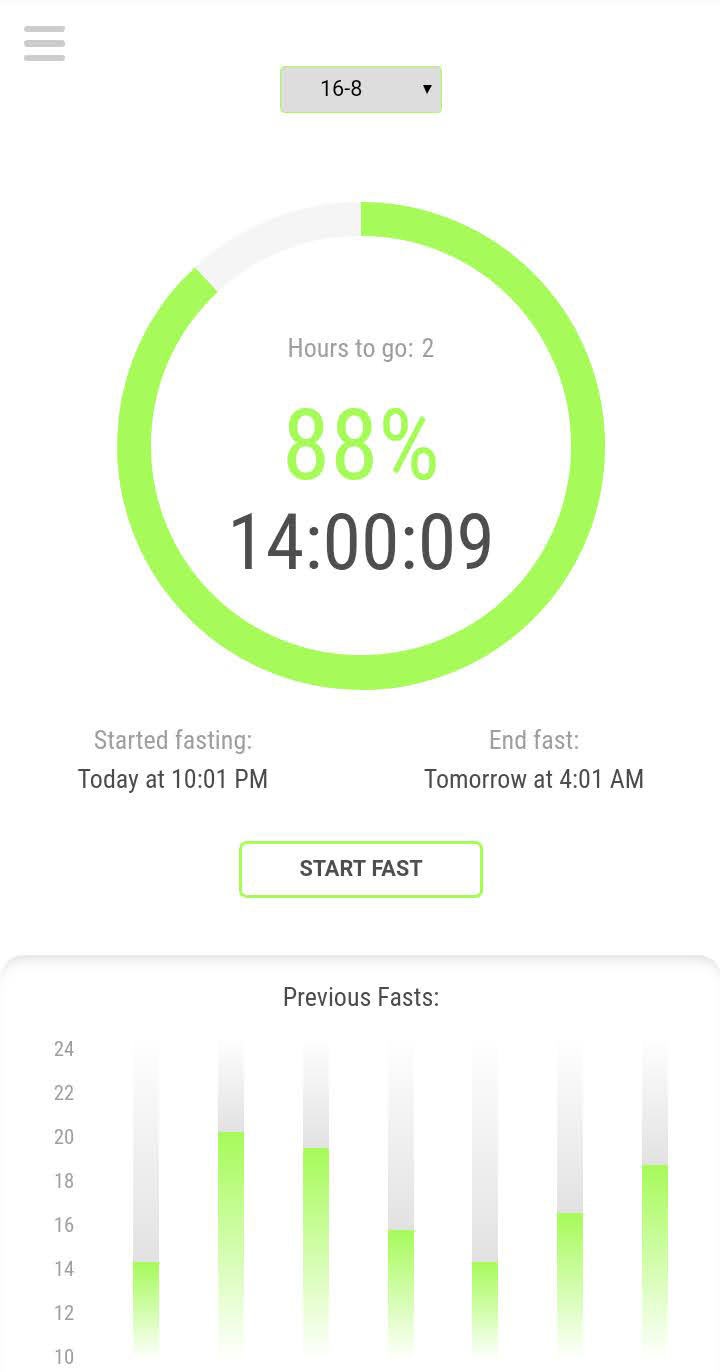 16-8
Hours to go: 2
88%
14:00:09
Started fasting:
Today at 10:01 PM
End fast:
Tomorrow at 4:01 AM
START FAST
Previous Fasts:
24
22
20
18
16
14
12
10